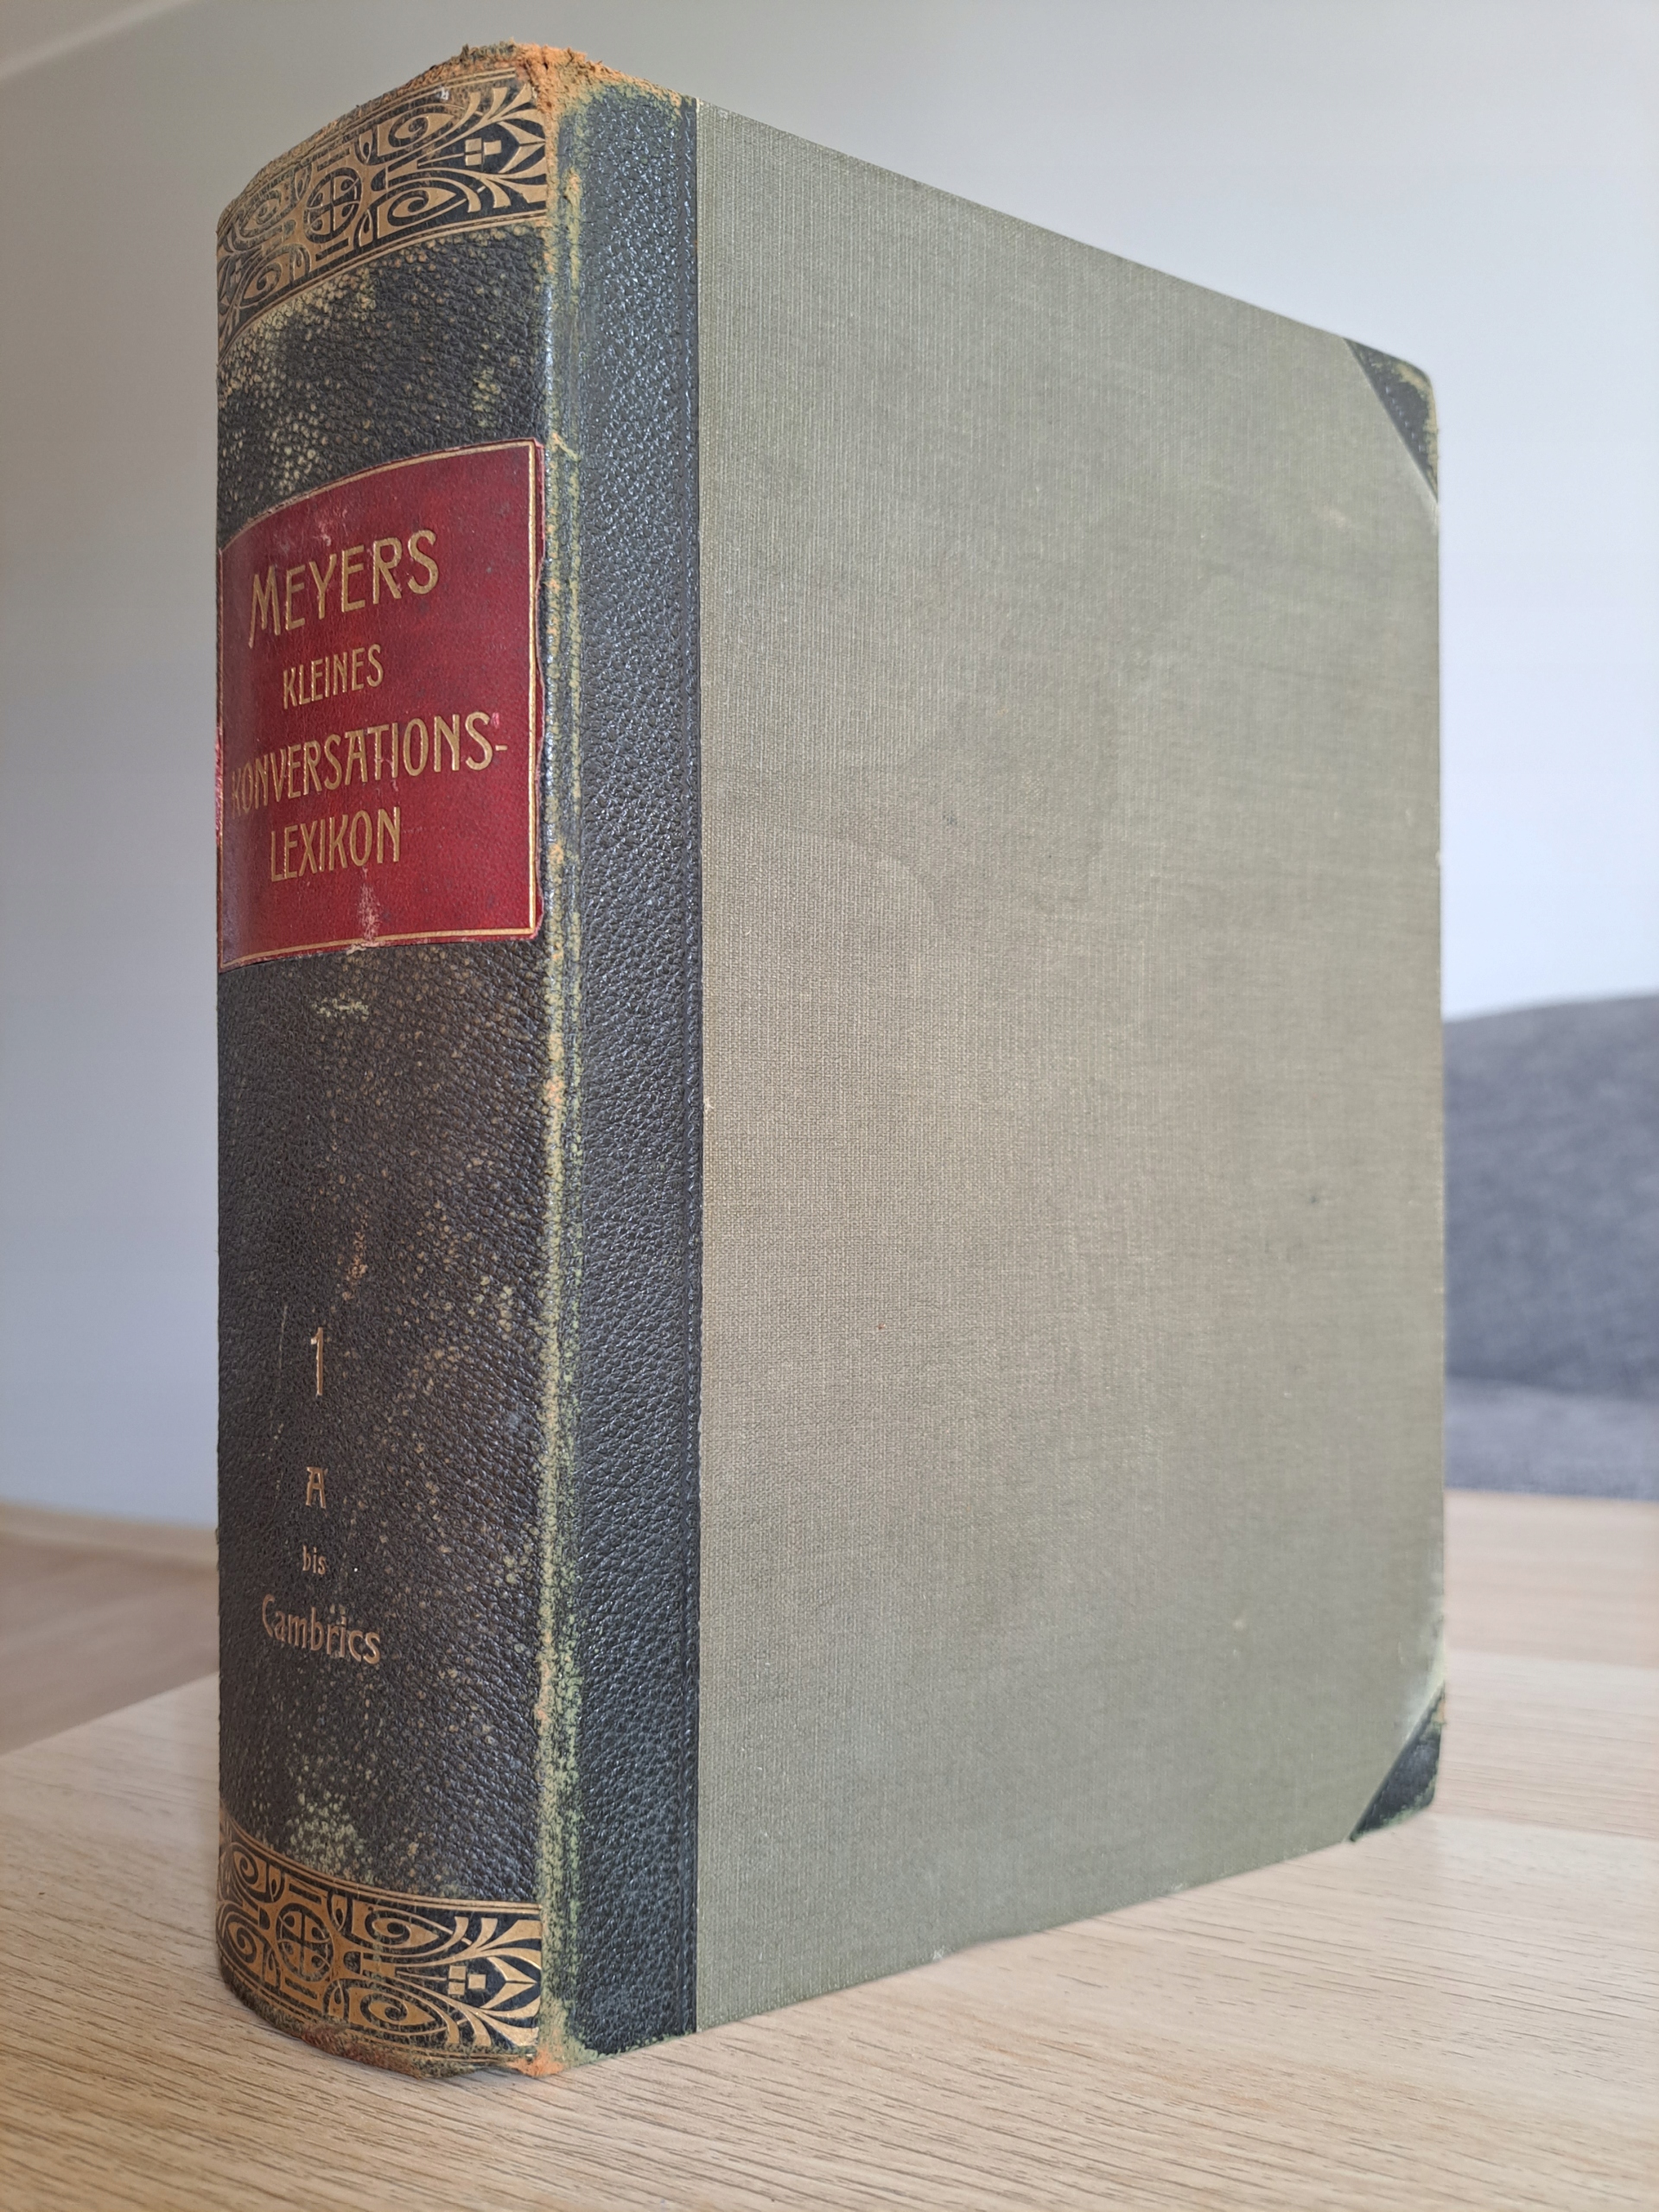 MEYERS
KLEINES
KONVERSATIONS-
LEXIKON
1
A
bis
Cambrics